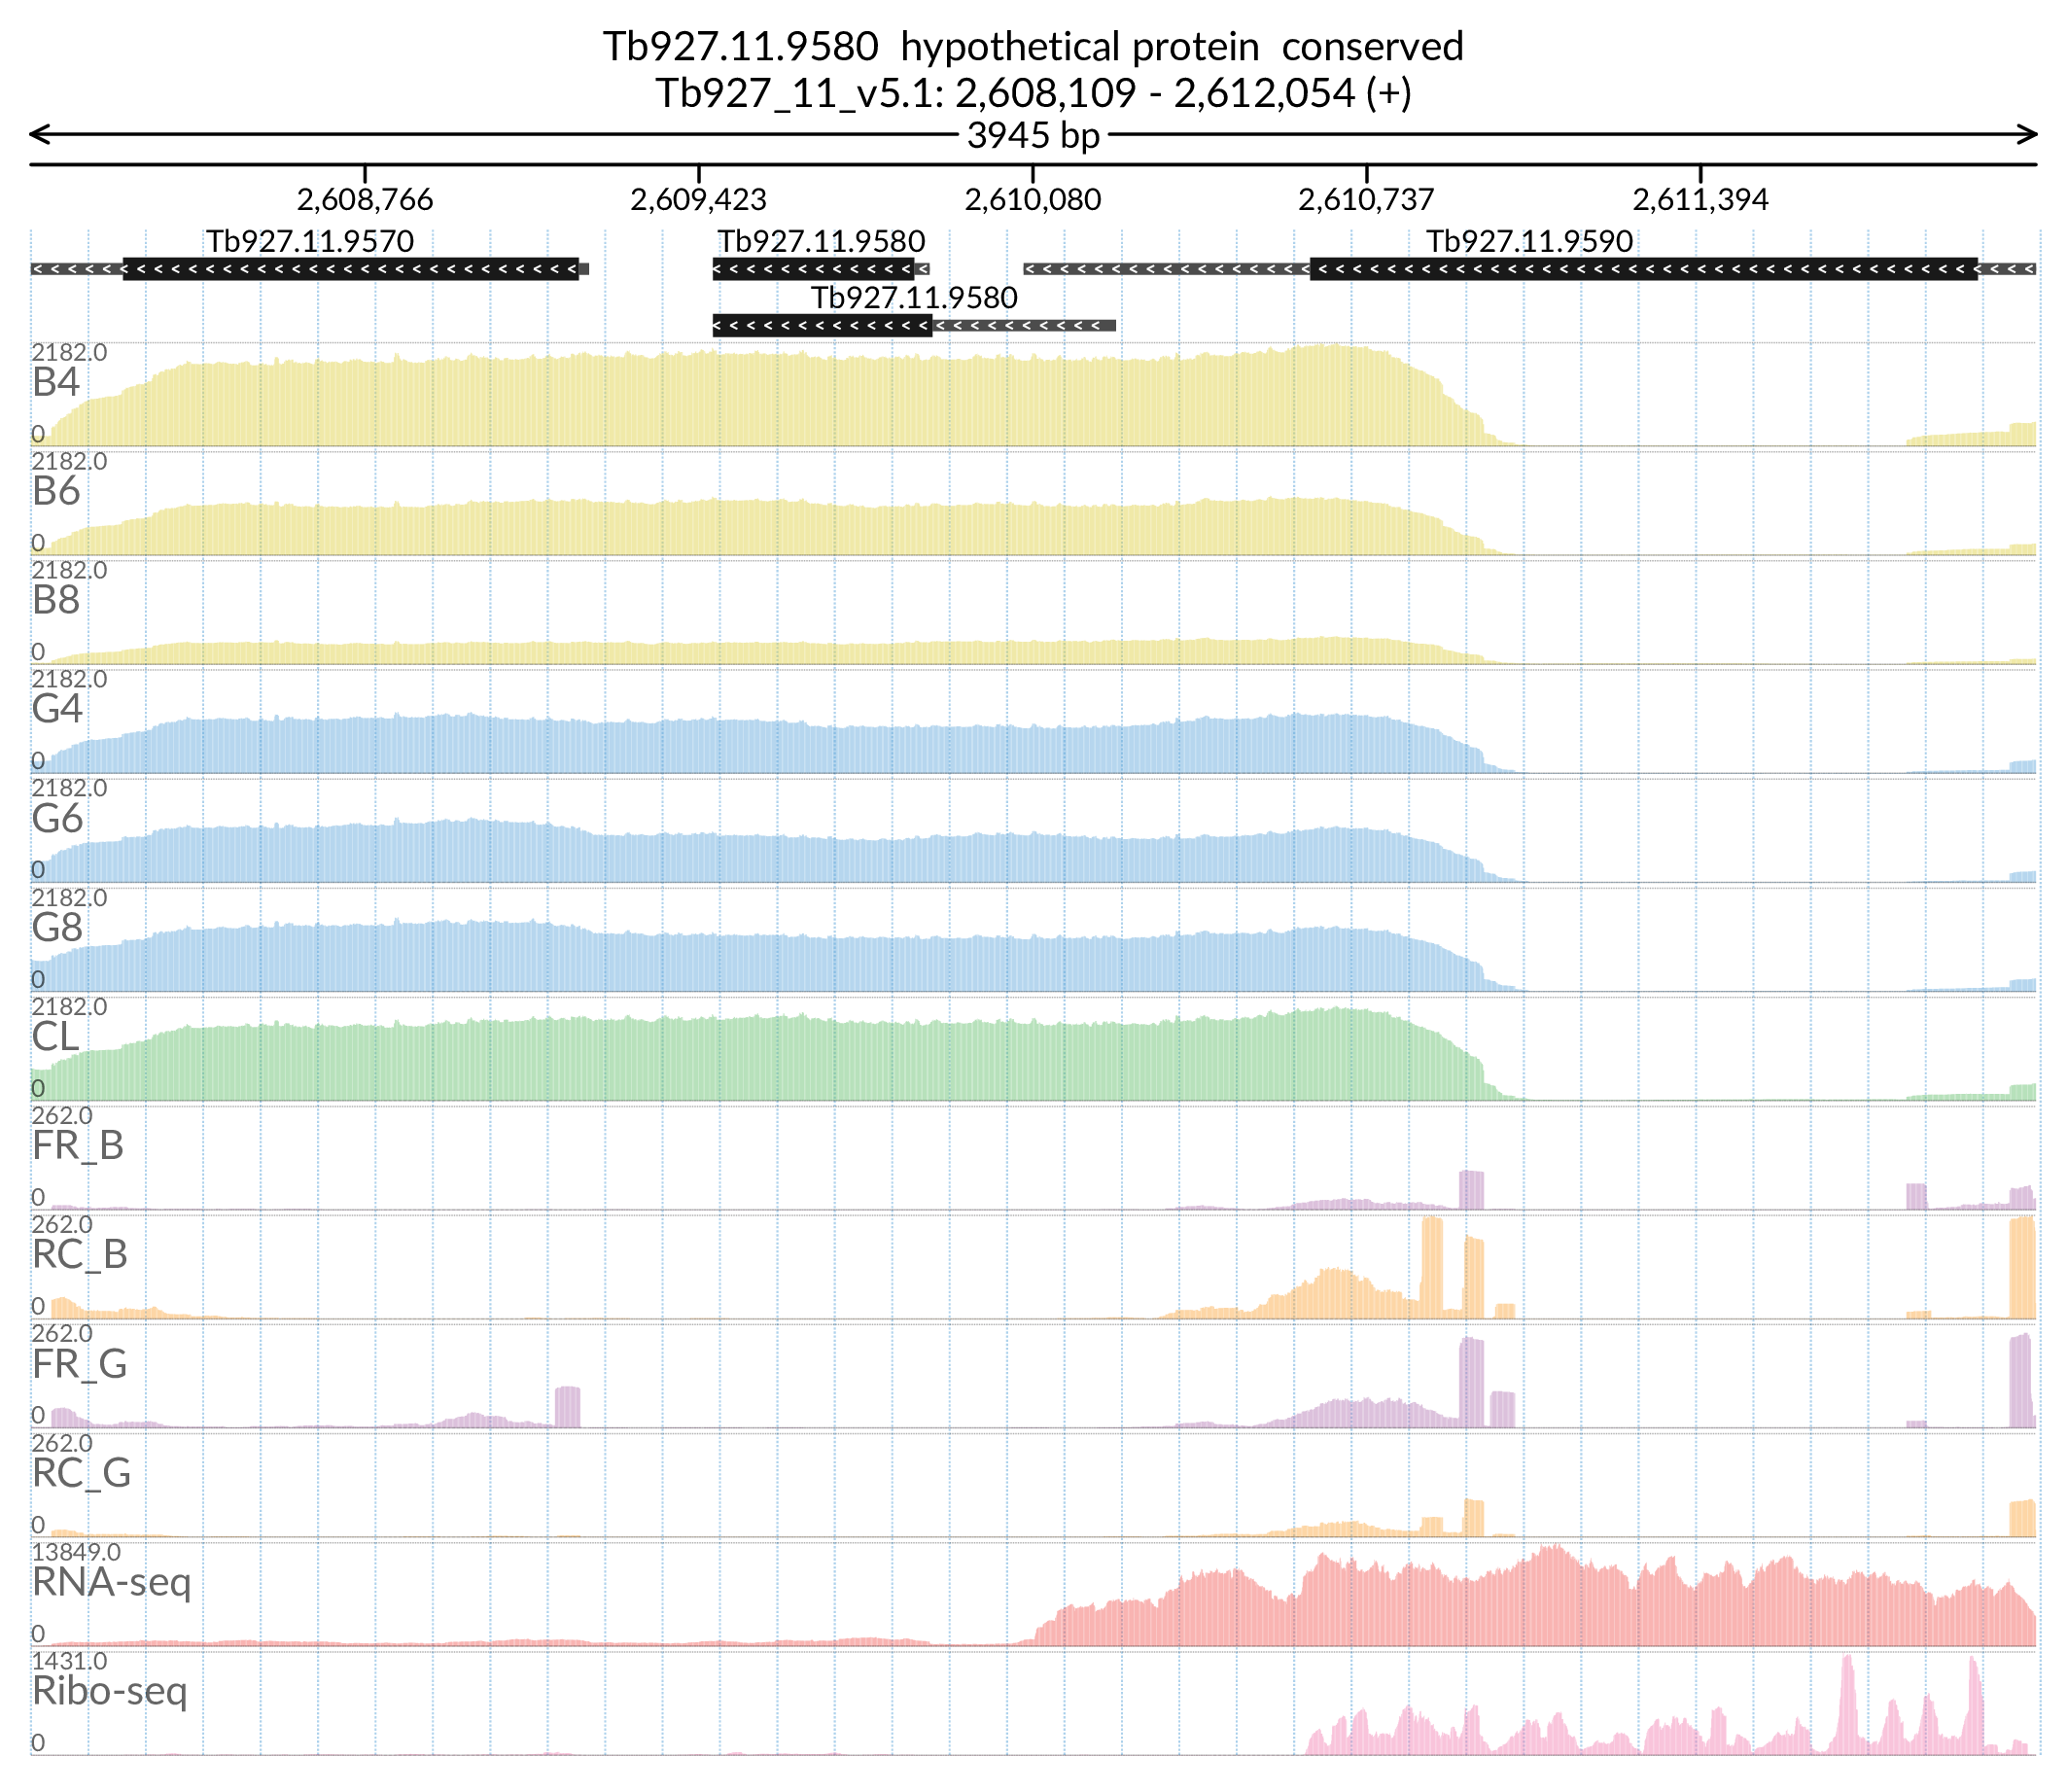 Tb927.11.9580  hypothetical protein  conserved
Tb927_11_v5.1: 2,608,109 - 2,612,054 (+)
3945 bp
2,608,766 2,609,423 2,610,080 2,610,737 2,611,394
Tb927.11.9570 Tb927.11.9580 Tb927.11.9590
Tb927.11.9580
2182.0
B4
0
2182.0
B6
0
2182.0
B8
0
2182.0
G4
0
2182.0
G6
0
2182.0
G8
0
2182.0
CL
0
262.0
FR_B
0
262.0
RC_B
0
262.0
FR_G
0
262.0
RC_G
0
13849.0
RNA-seq
0
1431.0
Ribo-seq
0